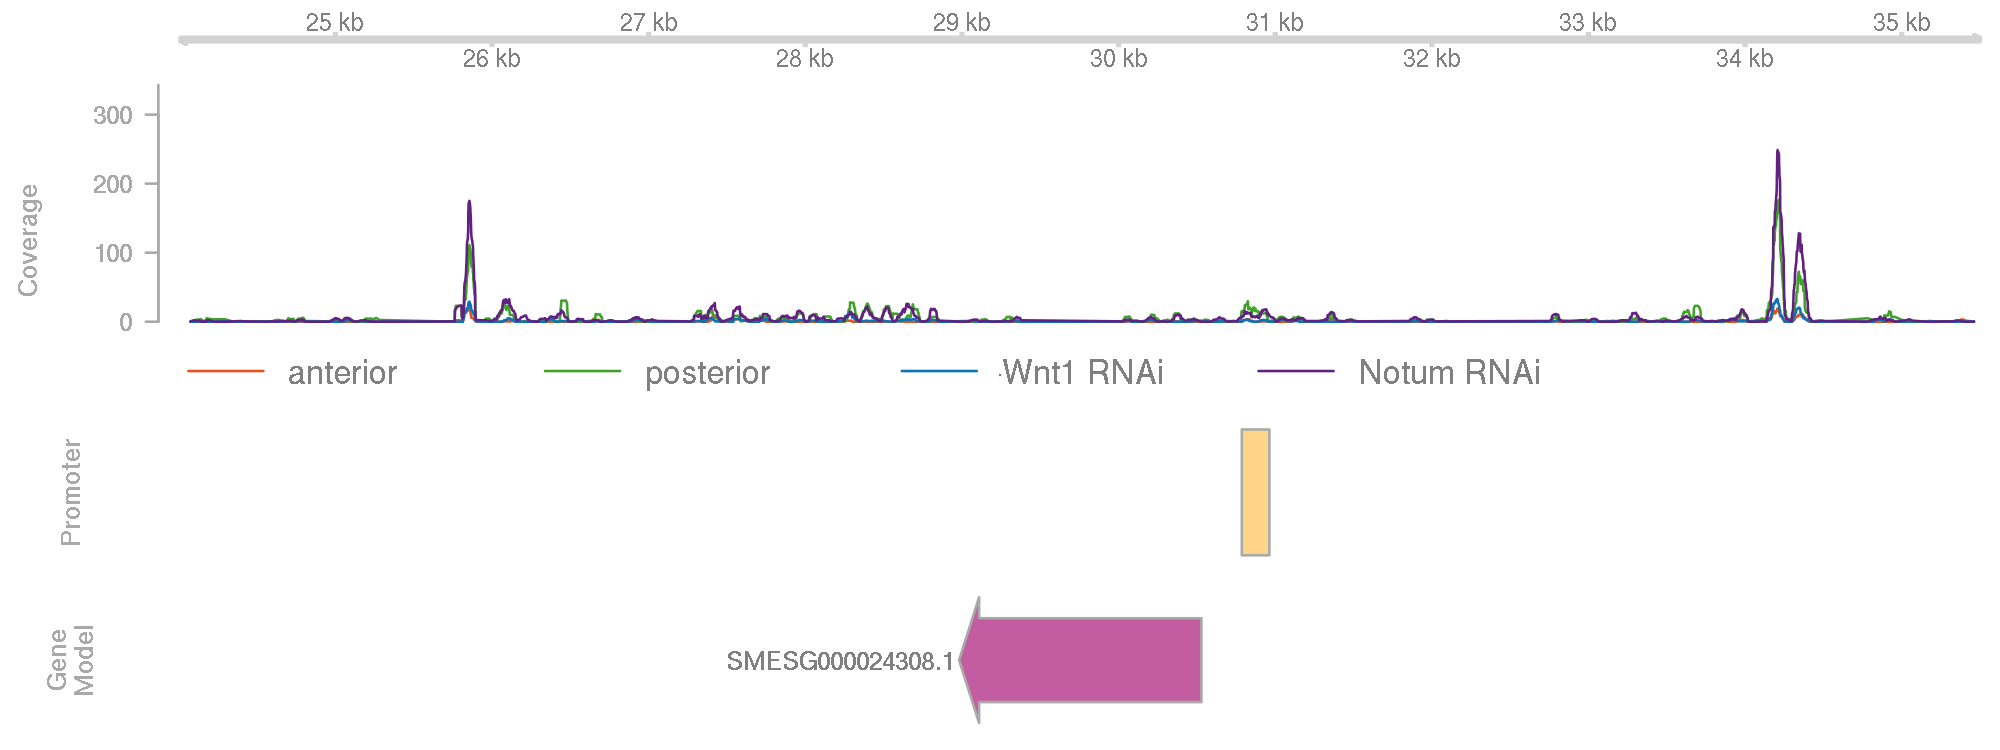 25 kb 27 kb 29 kb 31 kb 33 kb 35 kb
26 kb 28 kb 30 kb 32 kb 34 kb
Coverage
300
200
100
0
anterior posterior Wnt1 RNAi Notum RNAi
Promoter
Gene
Model
SMESG000024308.1